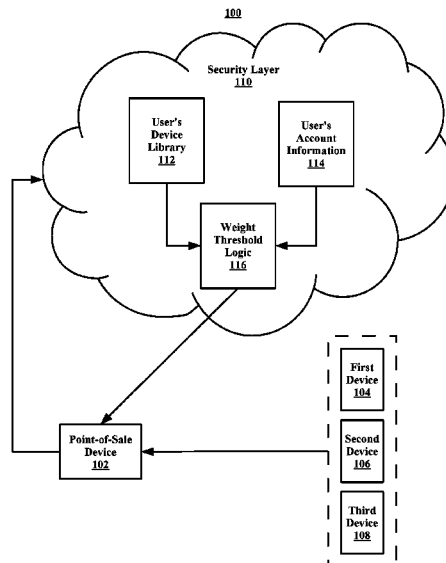 100
Security Layer
110
User's
Device
Library
112
User's
Account
Information
114
Weight
Threshold
Logic
116
First
Device
104
Point-of-Sale
Device
102
Second
Device
106
Third
Device
108